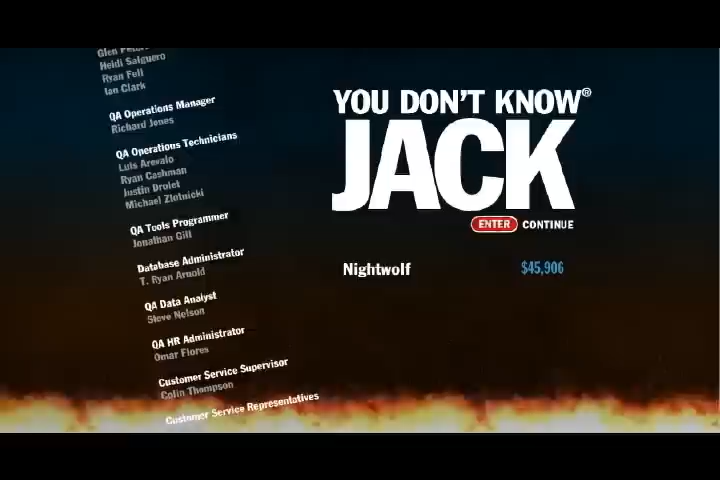 Heidi Salguero
Ryan Fell
Ian Clark
QA Operations Manager
Richard Jones
QA Operations Technicians
Luis Arevalo
Ryan Cashman
Justin Drolet
Michael Zlotnicki
QA Tools Programmer
Jonathan Gill
Database Administrator
T. Ryan Arnold
QA Data Analyst
Steve Nelson
QA HR Administrator
Omar Flores
Customer Service Supervisor
Colin Thompson
Customer Service Representatives
YOU DON'T KNOW®
JACK
ENTER CONTINUE
Nightwolf $45,906